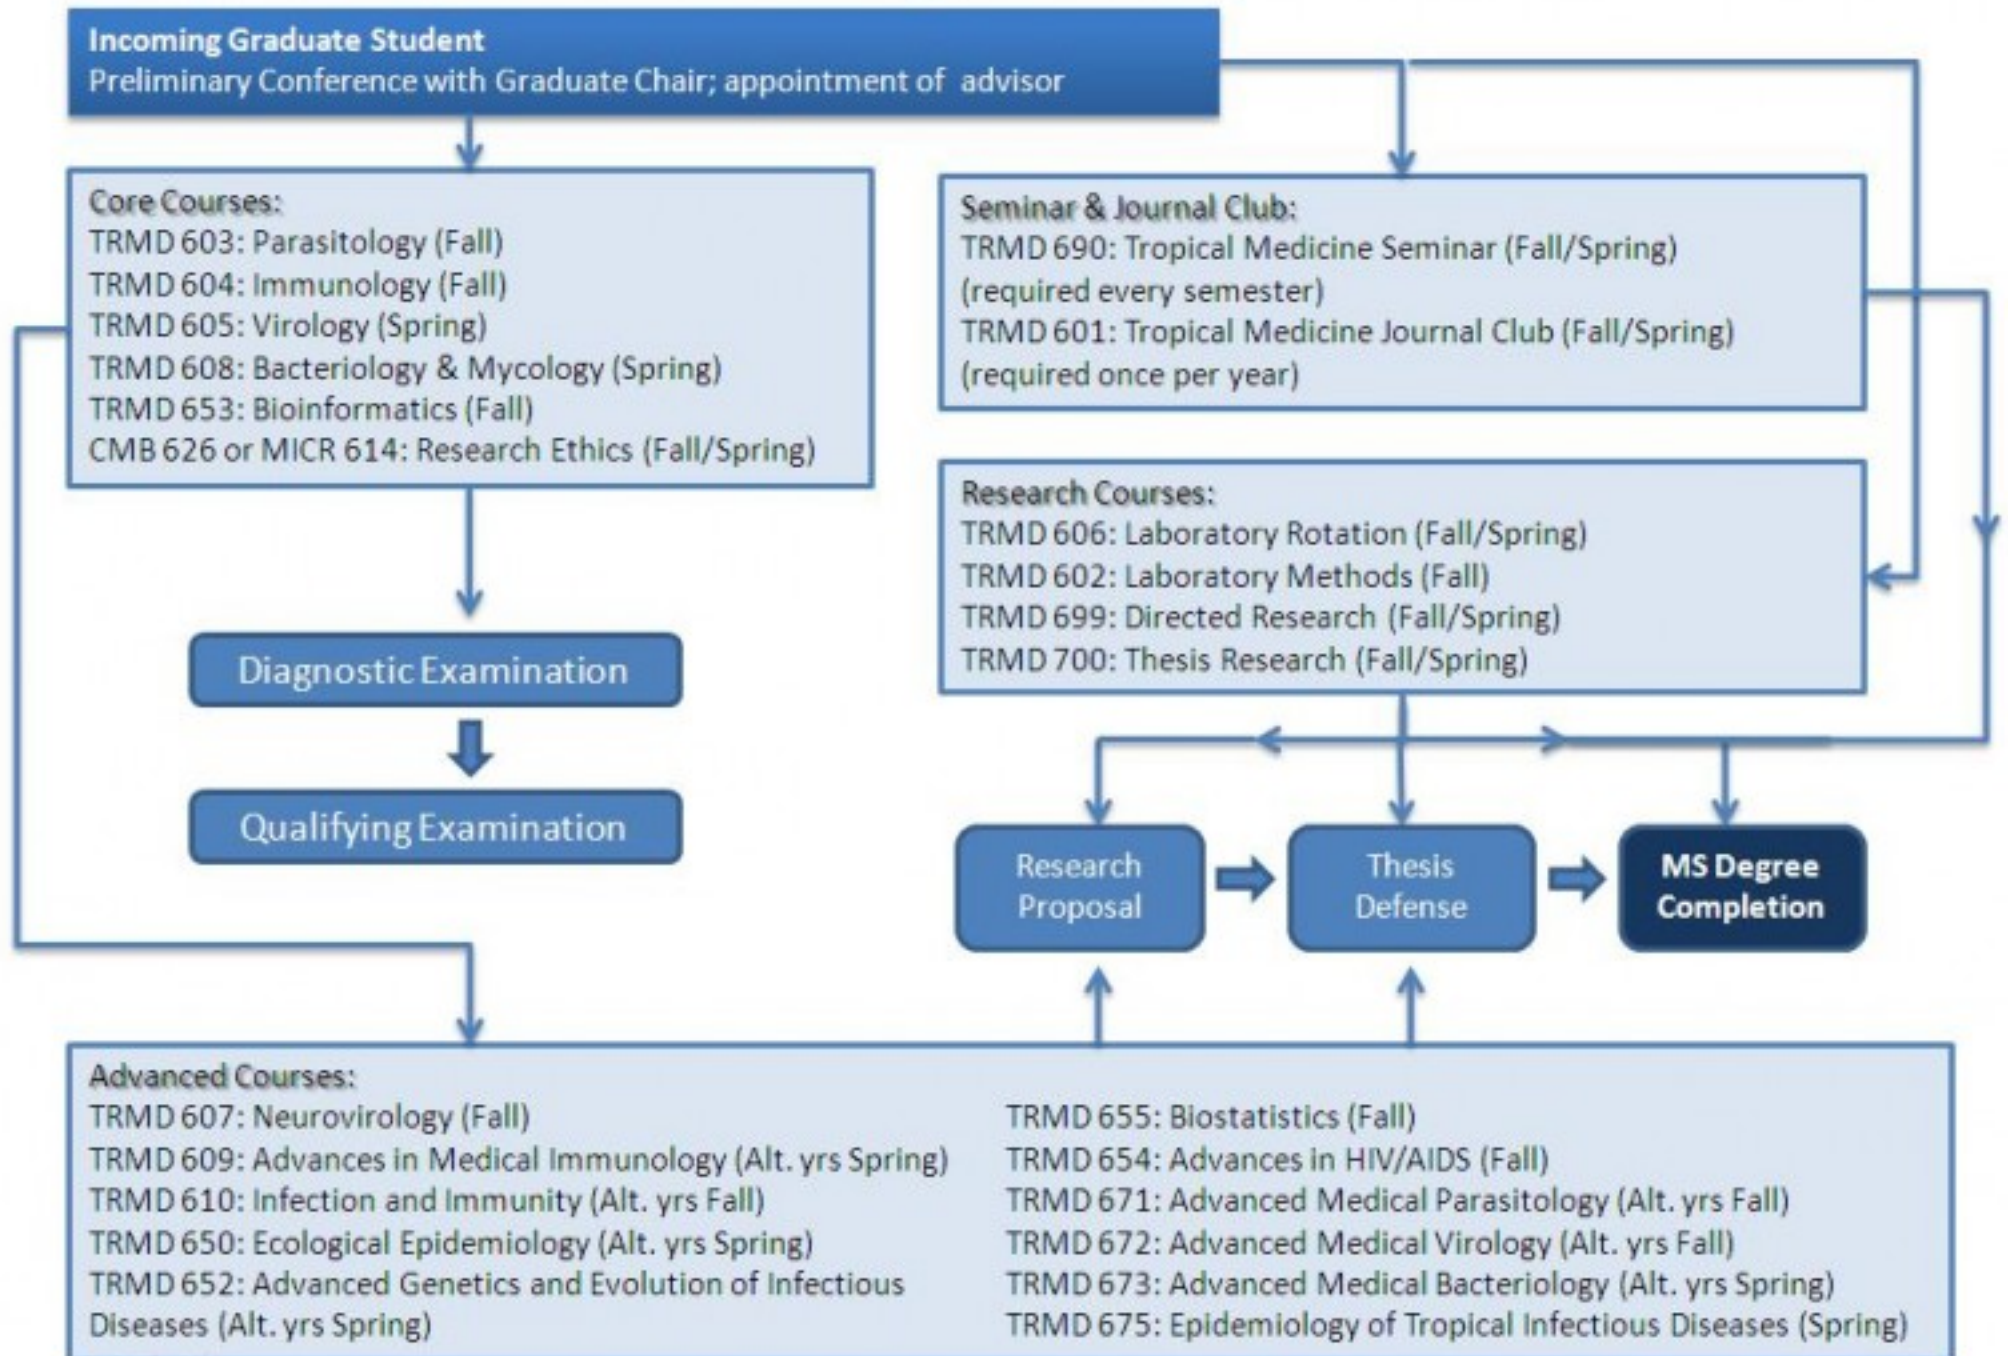 Incoming Graduate Student
Preliminary Conference with Graduate Chair; appointment of advisor
Core Courses:
TRMD 603: Parasitology (Fall)
TRMD 604: Immunology (Fall)
TRMD 605: Virology (Spring)
TRMD 608: Bacteriology & Mycology (Spring)
TRMD 653: Bioinformatics (Fall)
CMB 626 or MICR 614: Research Ethics (Fall/Spring)
Seminar & Journal Club:
TRMD 690: Tropical Medicine Seminar (Fall/Spring)
(required every semester)
TRMD 601: Tropical Medicine Journal Club (Fall/Spring)
(required once per year)
Research Courses:
TRMD 606: Laboratory Rotation (Fall/Spring)
TRMD 602: Laboratory Methods (Fall)
TRMD 699: Directed Research (Fall/Spring)
TRMD 700: Thesis Research (Fall/Spring)
Diagnostic Examination
Qualifying Examination
Research
Proposal
Thesis
Defense
MS Degree
Completion
Advanced Courses:
TRMD 607: Neurovirology (Fall)
TRMD 609: Advances in Medical Immunology (Alt. yrs Spring)
TRMD 610: Infection and Immunity (Alt. yrs Fall)
TRMD 650: Ecological Epidemiology (Alt. yrs Spring)
TRMD 652: Advanced Genetics and Evolution of Infectious
Diseases (Alt. yrs Spring)
TRMD 655: Biostatistics (Fall)
TRMD 654: Advances in HIV/AIDS (Fall)
TRMD 671: Advanced Medical Parasitology (Alt. yrs Fall)
TRMD 672: Advanced Medical Virology (Alt. yrs Fall)
TRMD 673: Advanced Medical Bacteriology (Alt. yrs Spring)
TRMD 675: Epidemiology of Tropical Infectious Diseases (Spring)